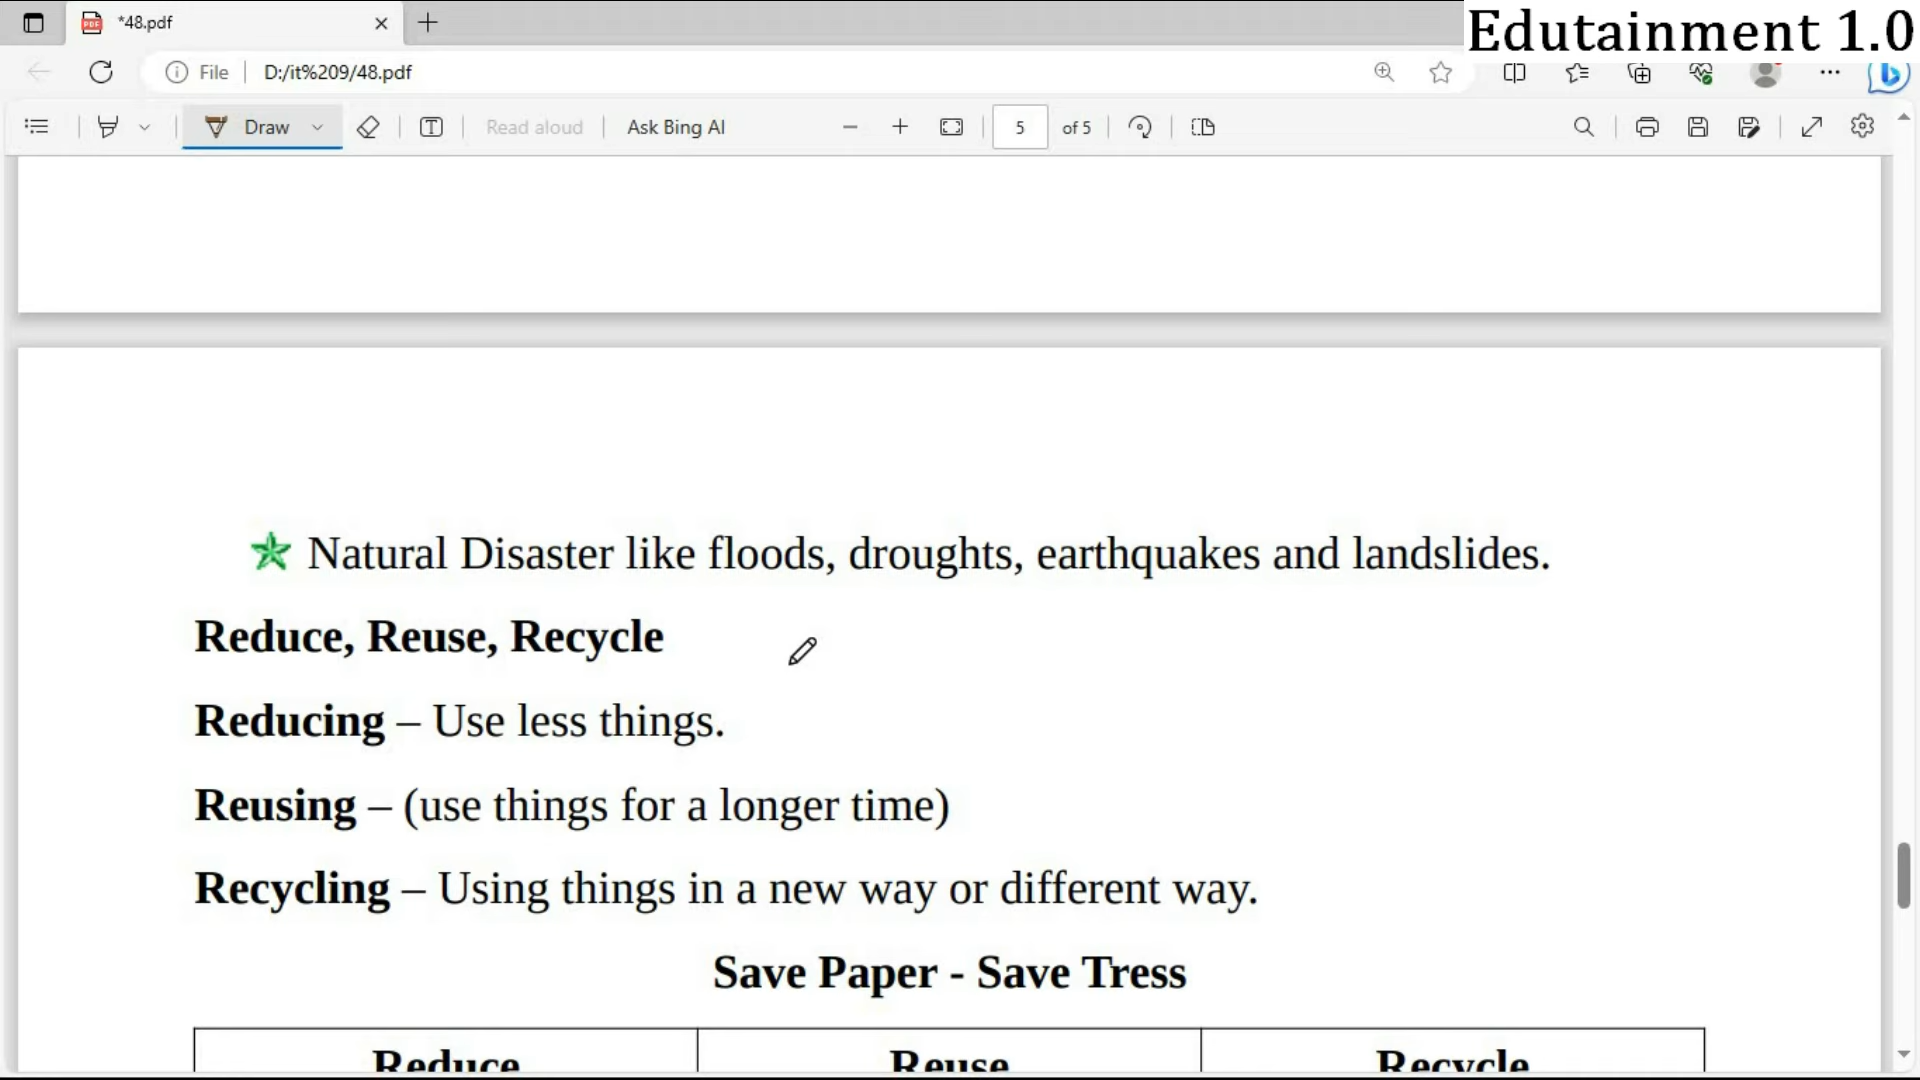 *48.pdf
Edutainment 1.0
File
D:/it%209/48.pdf
Draw
Read aloud
Ask Bing AI
5
of 5
Natural Disaster like floods, droughts, earthquakes and landslides.
Reduce, Reuse, Recycle
Reducing – Use less things.
Reusing – (use things for a longer time)
Recycling – Using things in a new way or different way.
Save Paper - Save Tress
Reduce Reuse Recycle